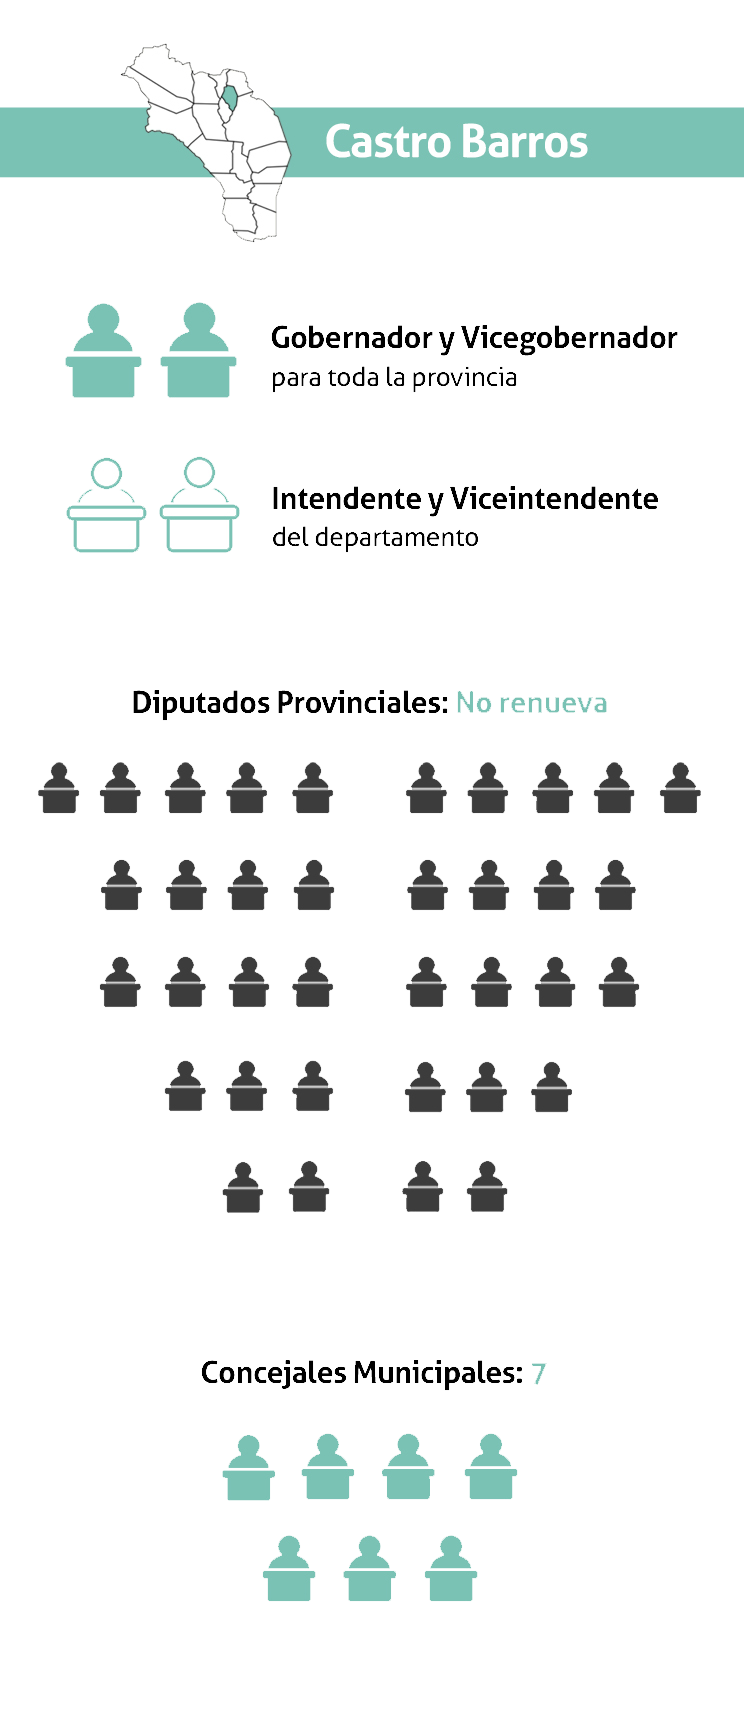 Castro Barros
Gobernador y Vicegobernador
para toda la provincia
Intendente y Viceintendente
del departamento
Diputados Provinciales: No renueva
Concejales Municipales: 7